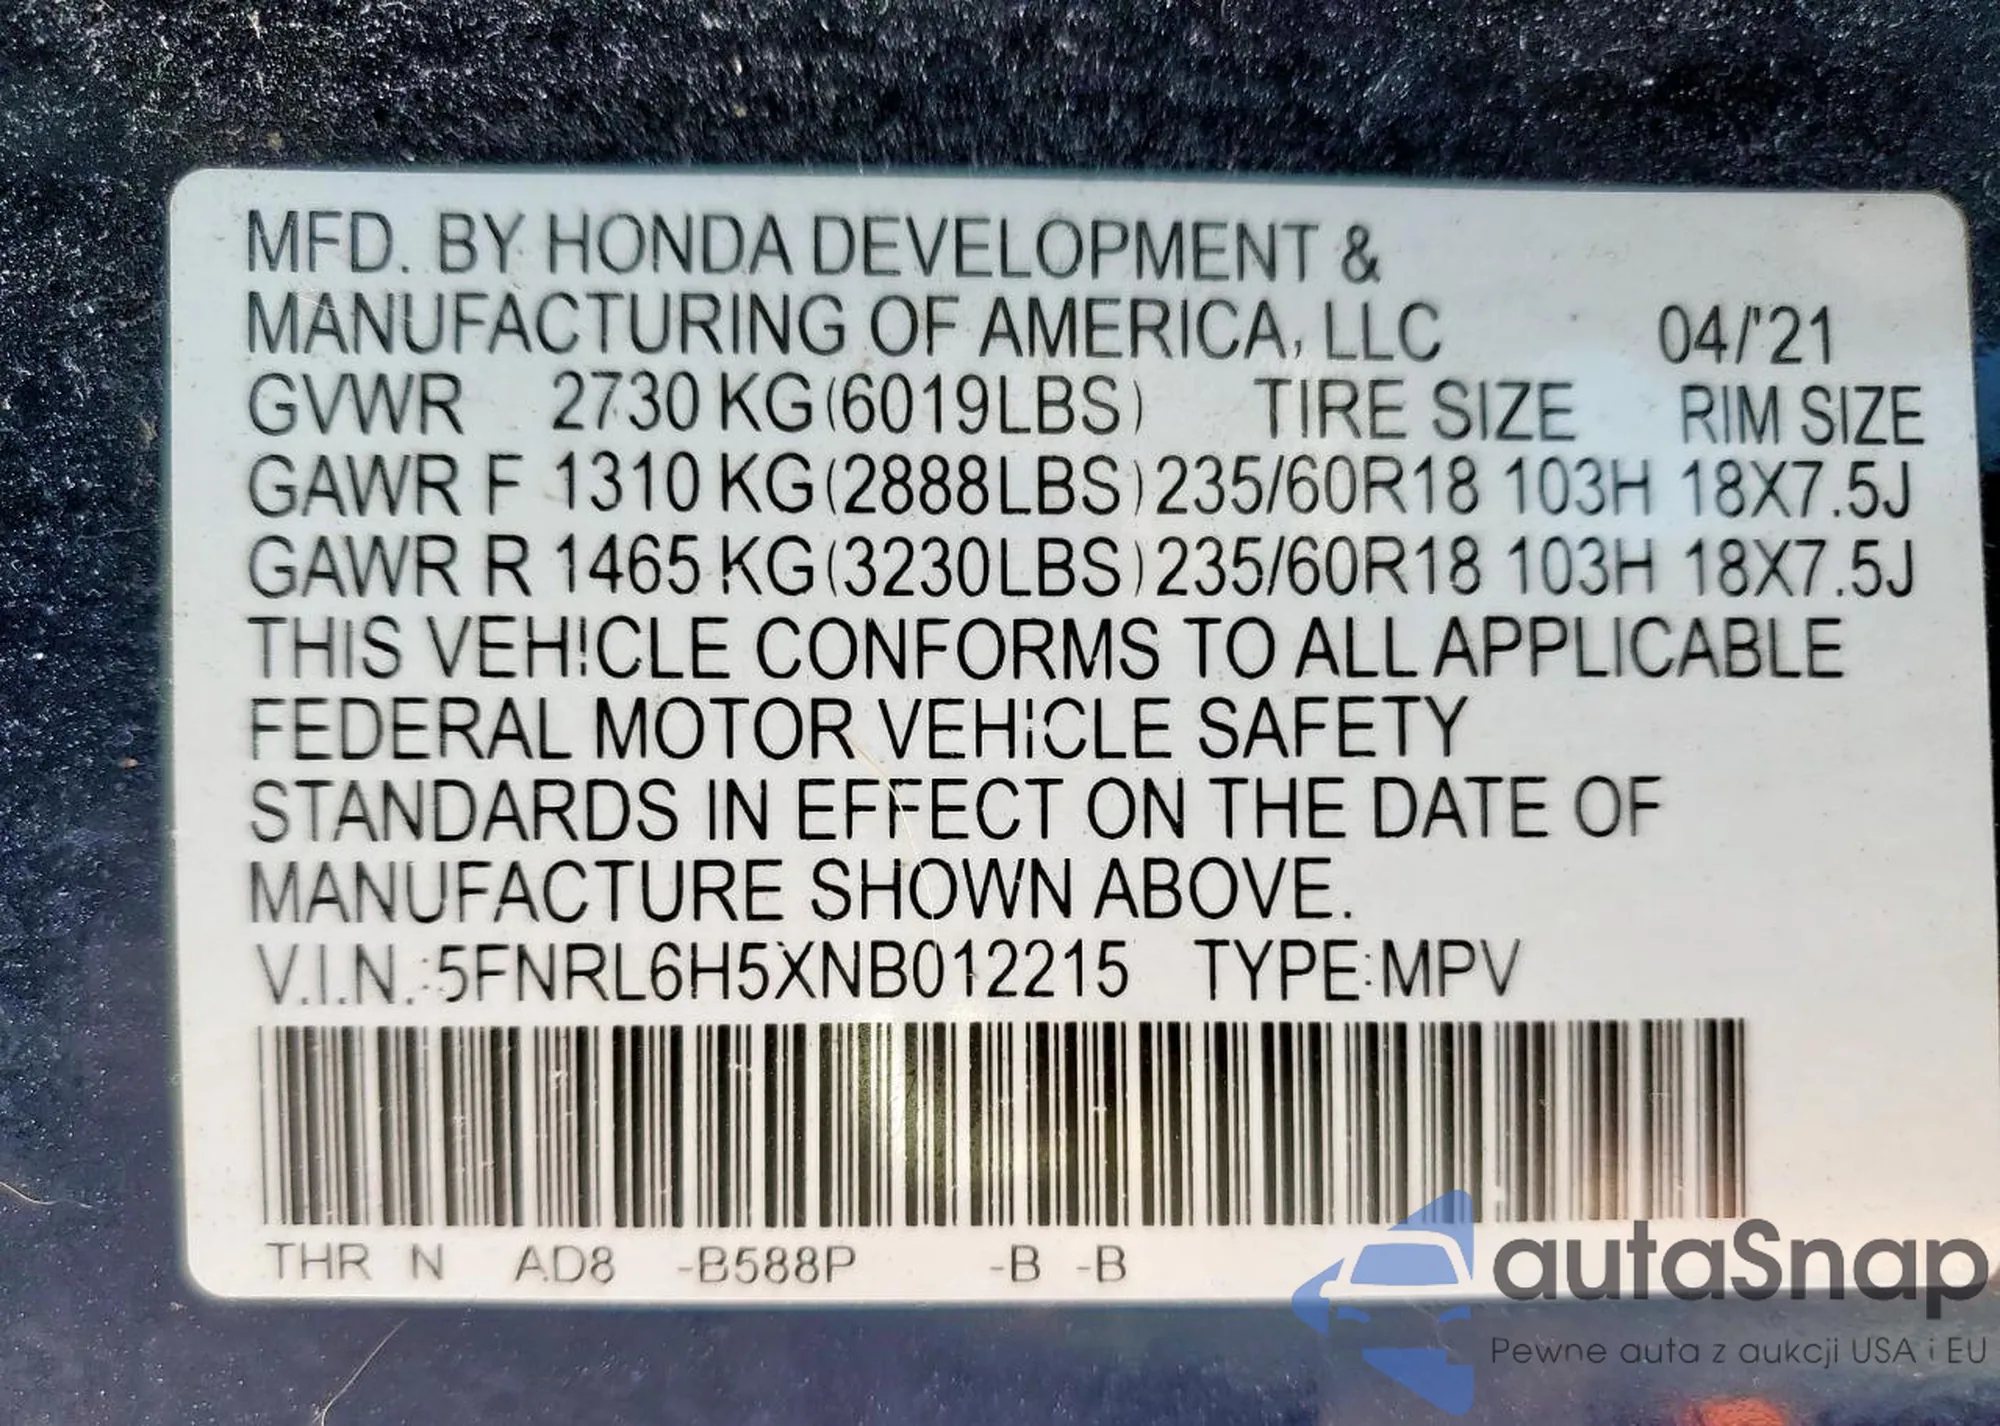 MFD. BY HONDA DEVELOPMENT &
MANUFACTURING OF AMERICA, LLC 04/'21
GVWR 2730 KG(6019LBS) TIRE SIZE RIM SIZE
GAWR F 1310 KG(2888LBS) 235/60R18 103H 18X7.5J
GAWR R 1465 KG(3230LBS) 235/60R18 103H 18X7.5J
THIS VEHICLE CONFORMS TO ALL APPLICABLE
FEDERAL MOTOR VEHICLE SAFETY
STANDARDS IN EFFECT ON THE DATE OF
MANUFACTURE SHOWN ABOVE.
V.I.N.:5FNRL6H5XNB012215 TYPE:MPV
THR N AD8 -B588P -B -B
autaSnap
Pewne auta z aukcji USA i EU